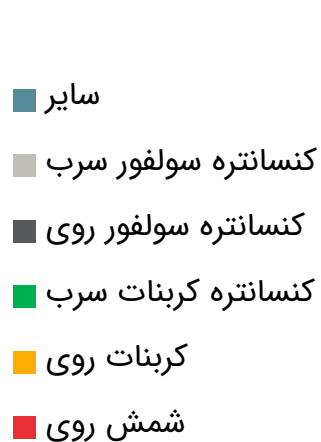 سایر
کنسانتره سولفور سرب
کنسانتره سولفور روی
کنسانتره کربنات سرب
کربنات روی
شمش روی